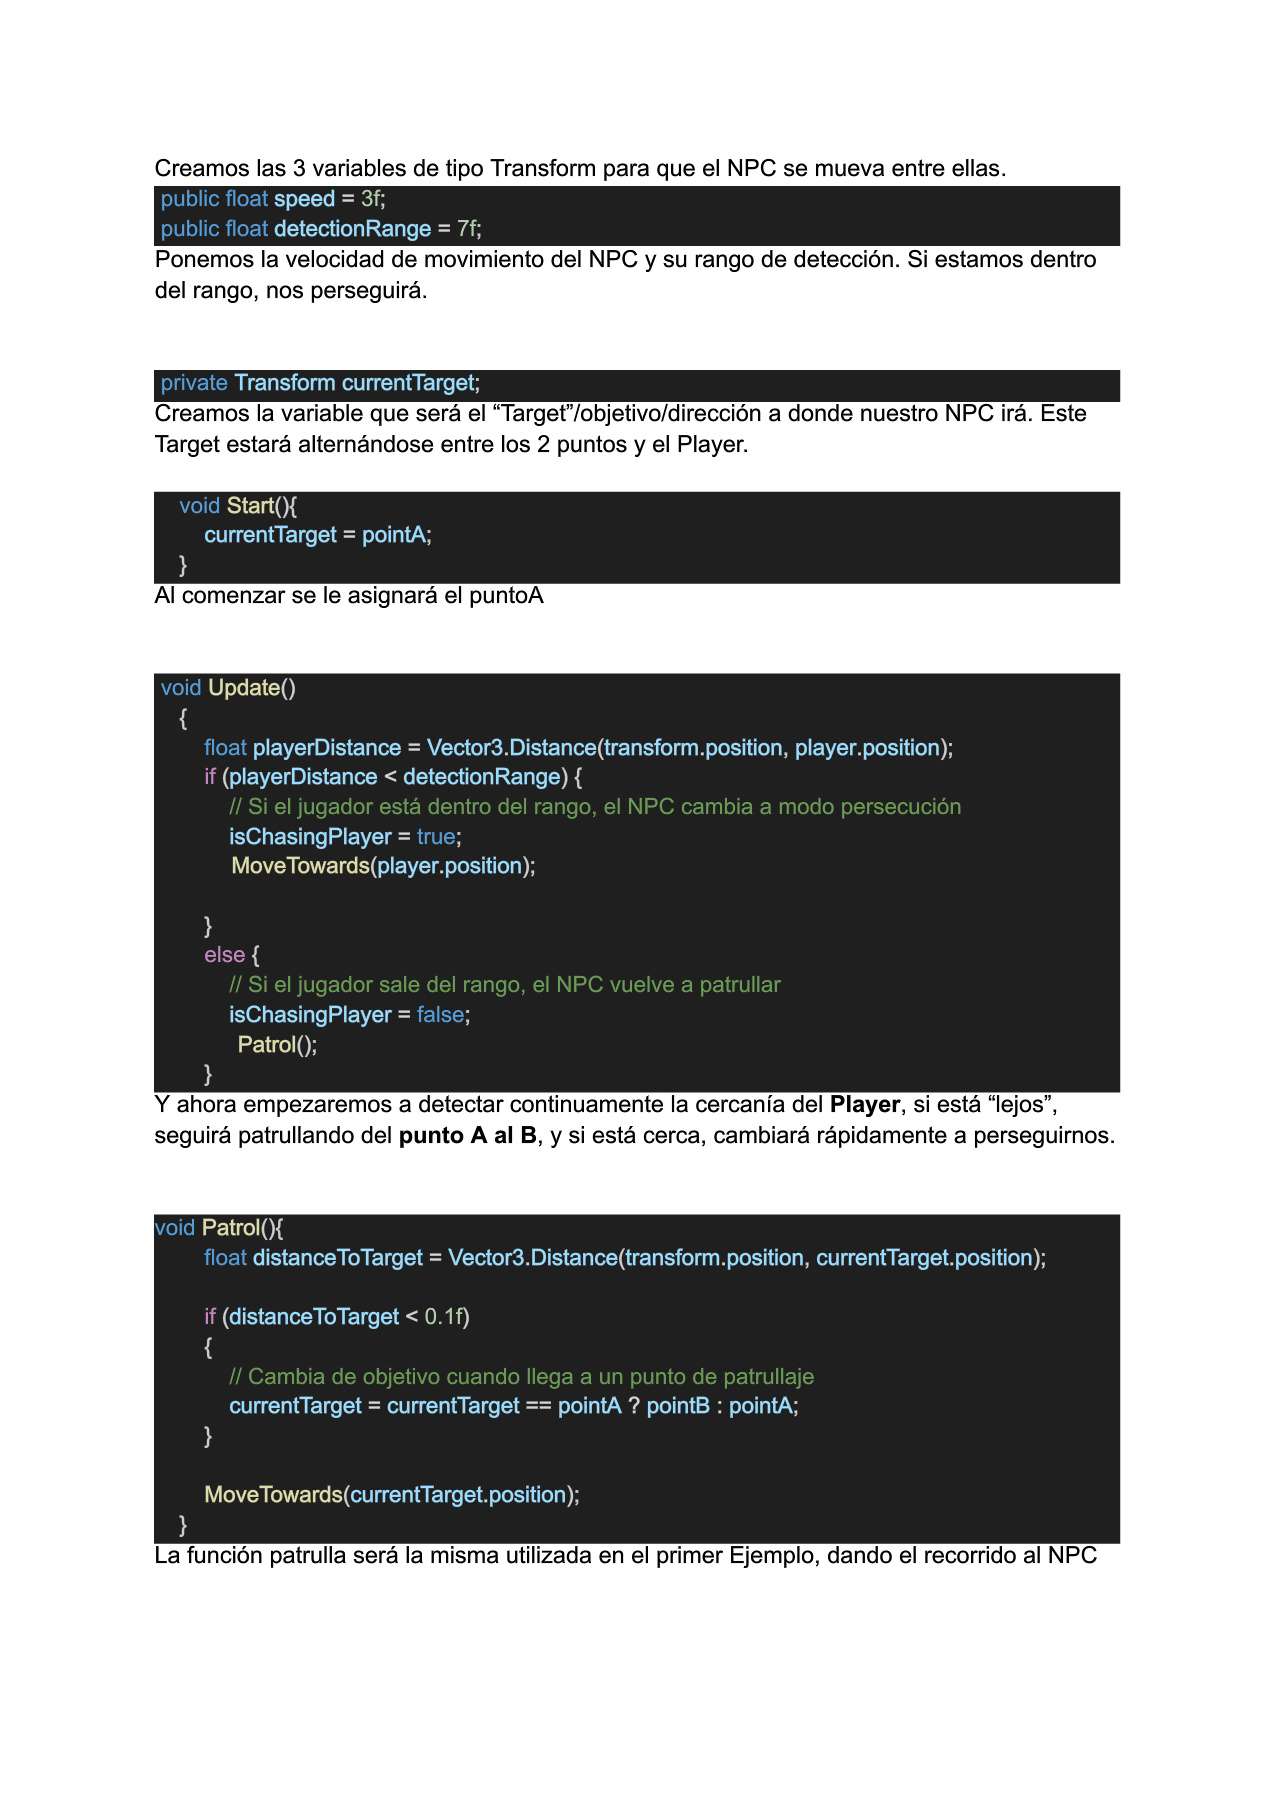 Creamos las 3 variables de tipo Transform para que el NPC se mueva entre ellas.
public float speed = 3f;
public float detectionRange = 7f;
Ponemos la velocidad de movimiento del NPC y su rango de detección. Si estamos dentro
del rango, nos perseguirá.
private Transform currentTarget;
Creamos la variable que será el “Target”/objetivo/dirección a donde nuestro NPC irá. Este
Target estará alternándose entre los 2 puntos y el Player.
void Start(){
currentTarget = pointA;
}
Al comenzar se le asignará el puntoA
void Update()
{
float playerDistance = Vector3.Distance(transform.position, player.position);
if (playerDistance < detectionRange) {
// Si el jugador está dentro del rango, el NPC cambia a modo persecución
isChasingPlayer = true;
MoveTowards(player.position);
}
else {
// Si el jugador sale del rango, el NPC vuelve a patrullar
isChasingPlayer = false;
Patrol();
}
Y ahora empezaremos a detectar continuamente la cercanía del Player, si está “lejos”,
seguirá patrullando del punto A al B, y si está cerca, cambiará rápidamente a perseguirnos.
void Patrol(){
float distanceToTarget = Vector3.Distance(transform.position, currentTarget.position);
if (distanceToTarget < 0.1f)
{
// Cambia de objetivo cuando llega a un punto de patrullaje
currentTarget = currentTarget == pointA ? pointB : pointA;
}
MoveTowards(currentTarget.position);
}
La función patrulla será la misma utilizada en el primer Ejemplo, dando el recorrido al NPC